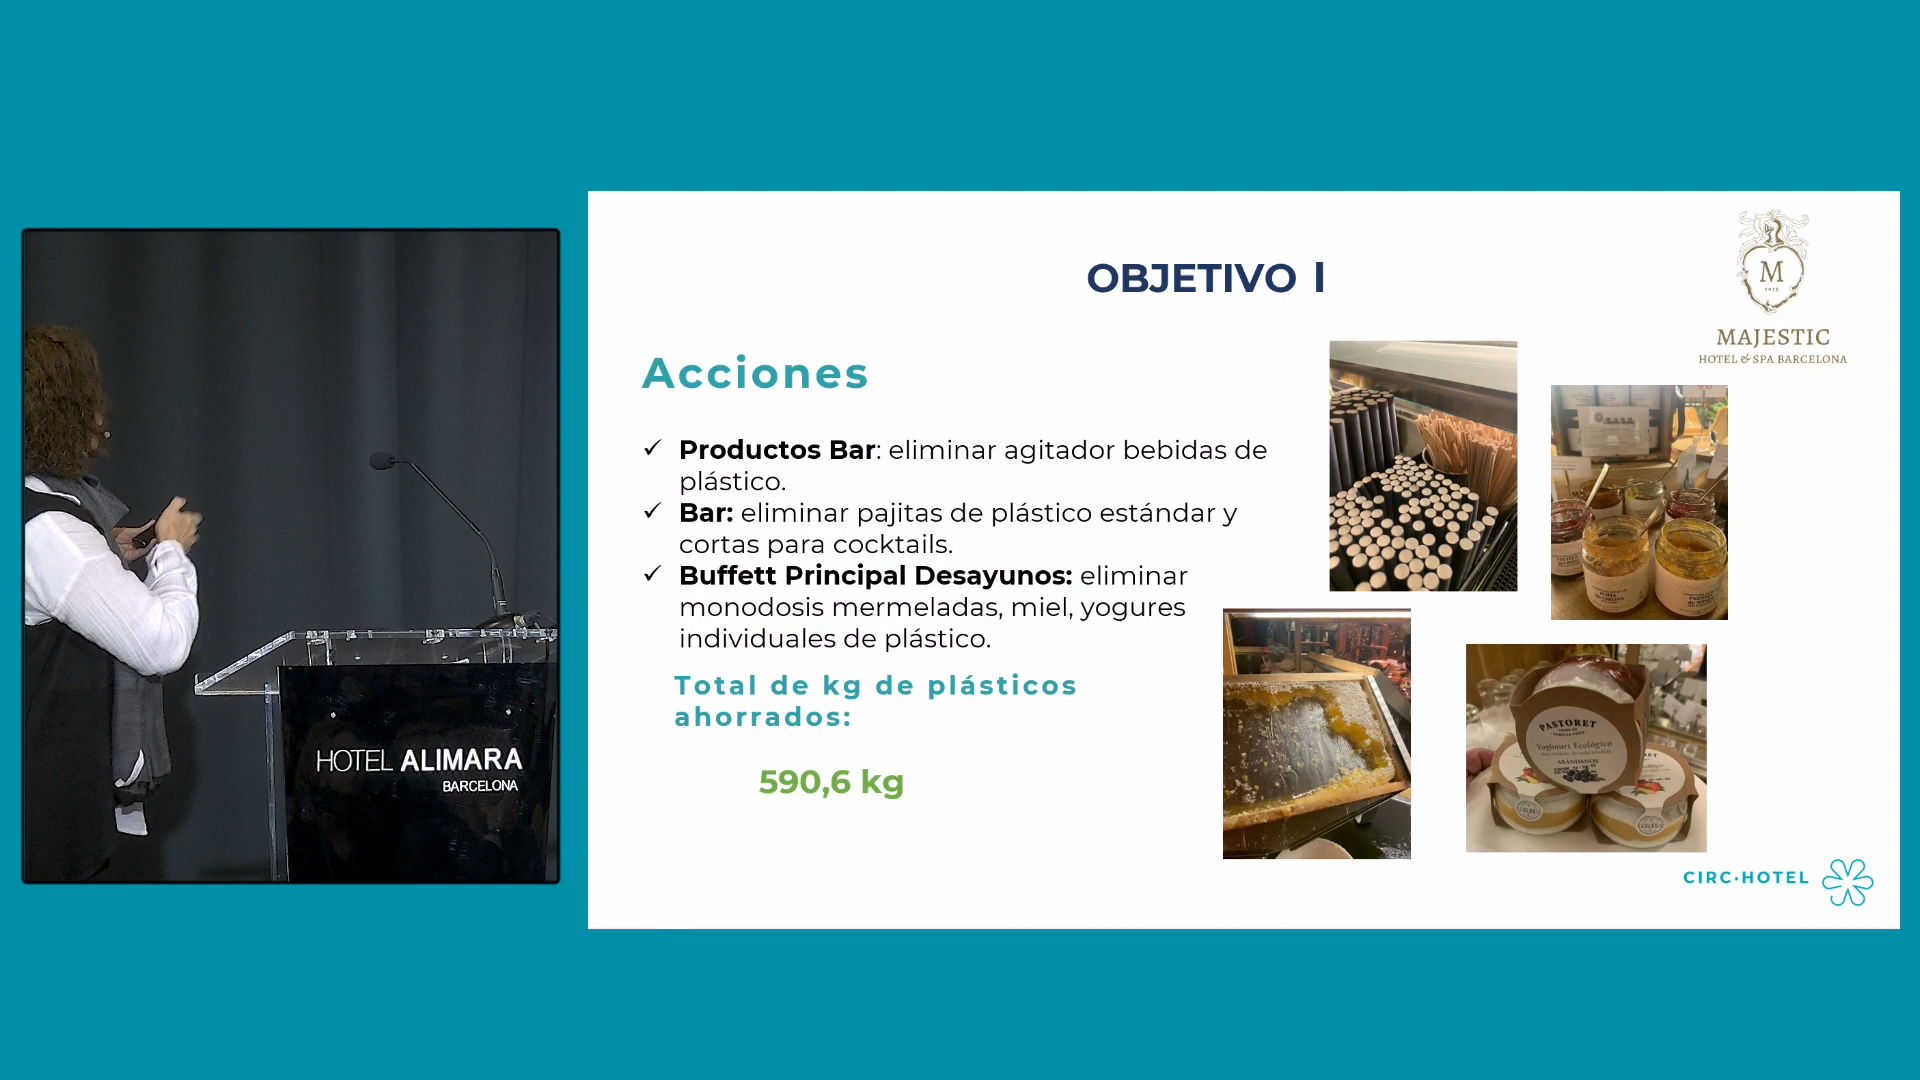 OBJETIVO I
M
MAJESTIC
HOTEL & SPA BARCELONA
Acciones
✓ Productos Bar: eliminar agitador bebidas de
plástico.
✓ Bar: eliminar pajitas de plástico estándar y
cortas para cocktails.
✓ Buffett Principal Desayunos: eliminar
monodosis mermeladas, miel, yogures
individuales de plástico.
Total de kg de plásticos
ahorrados:
590,6 kg
PASTORET
Yoghourt Ecológico
ARÁNDANOS
CIRC·HOTEL
HOTEL ALIMARA
BARCELONA